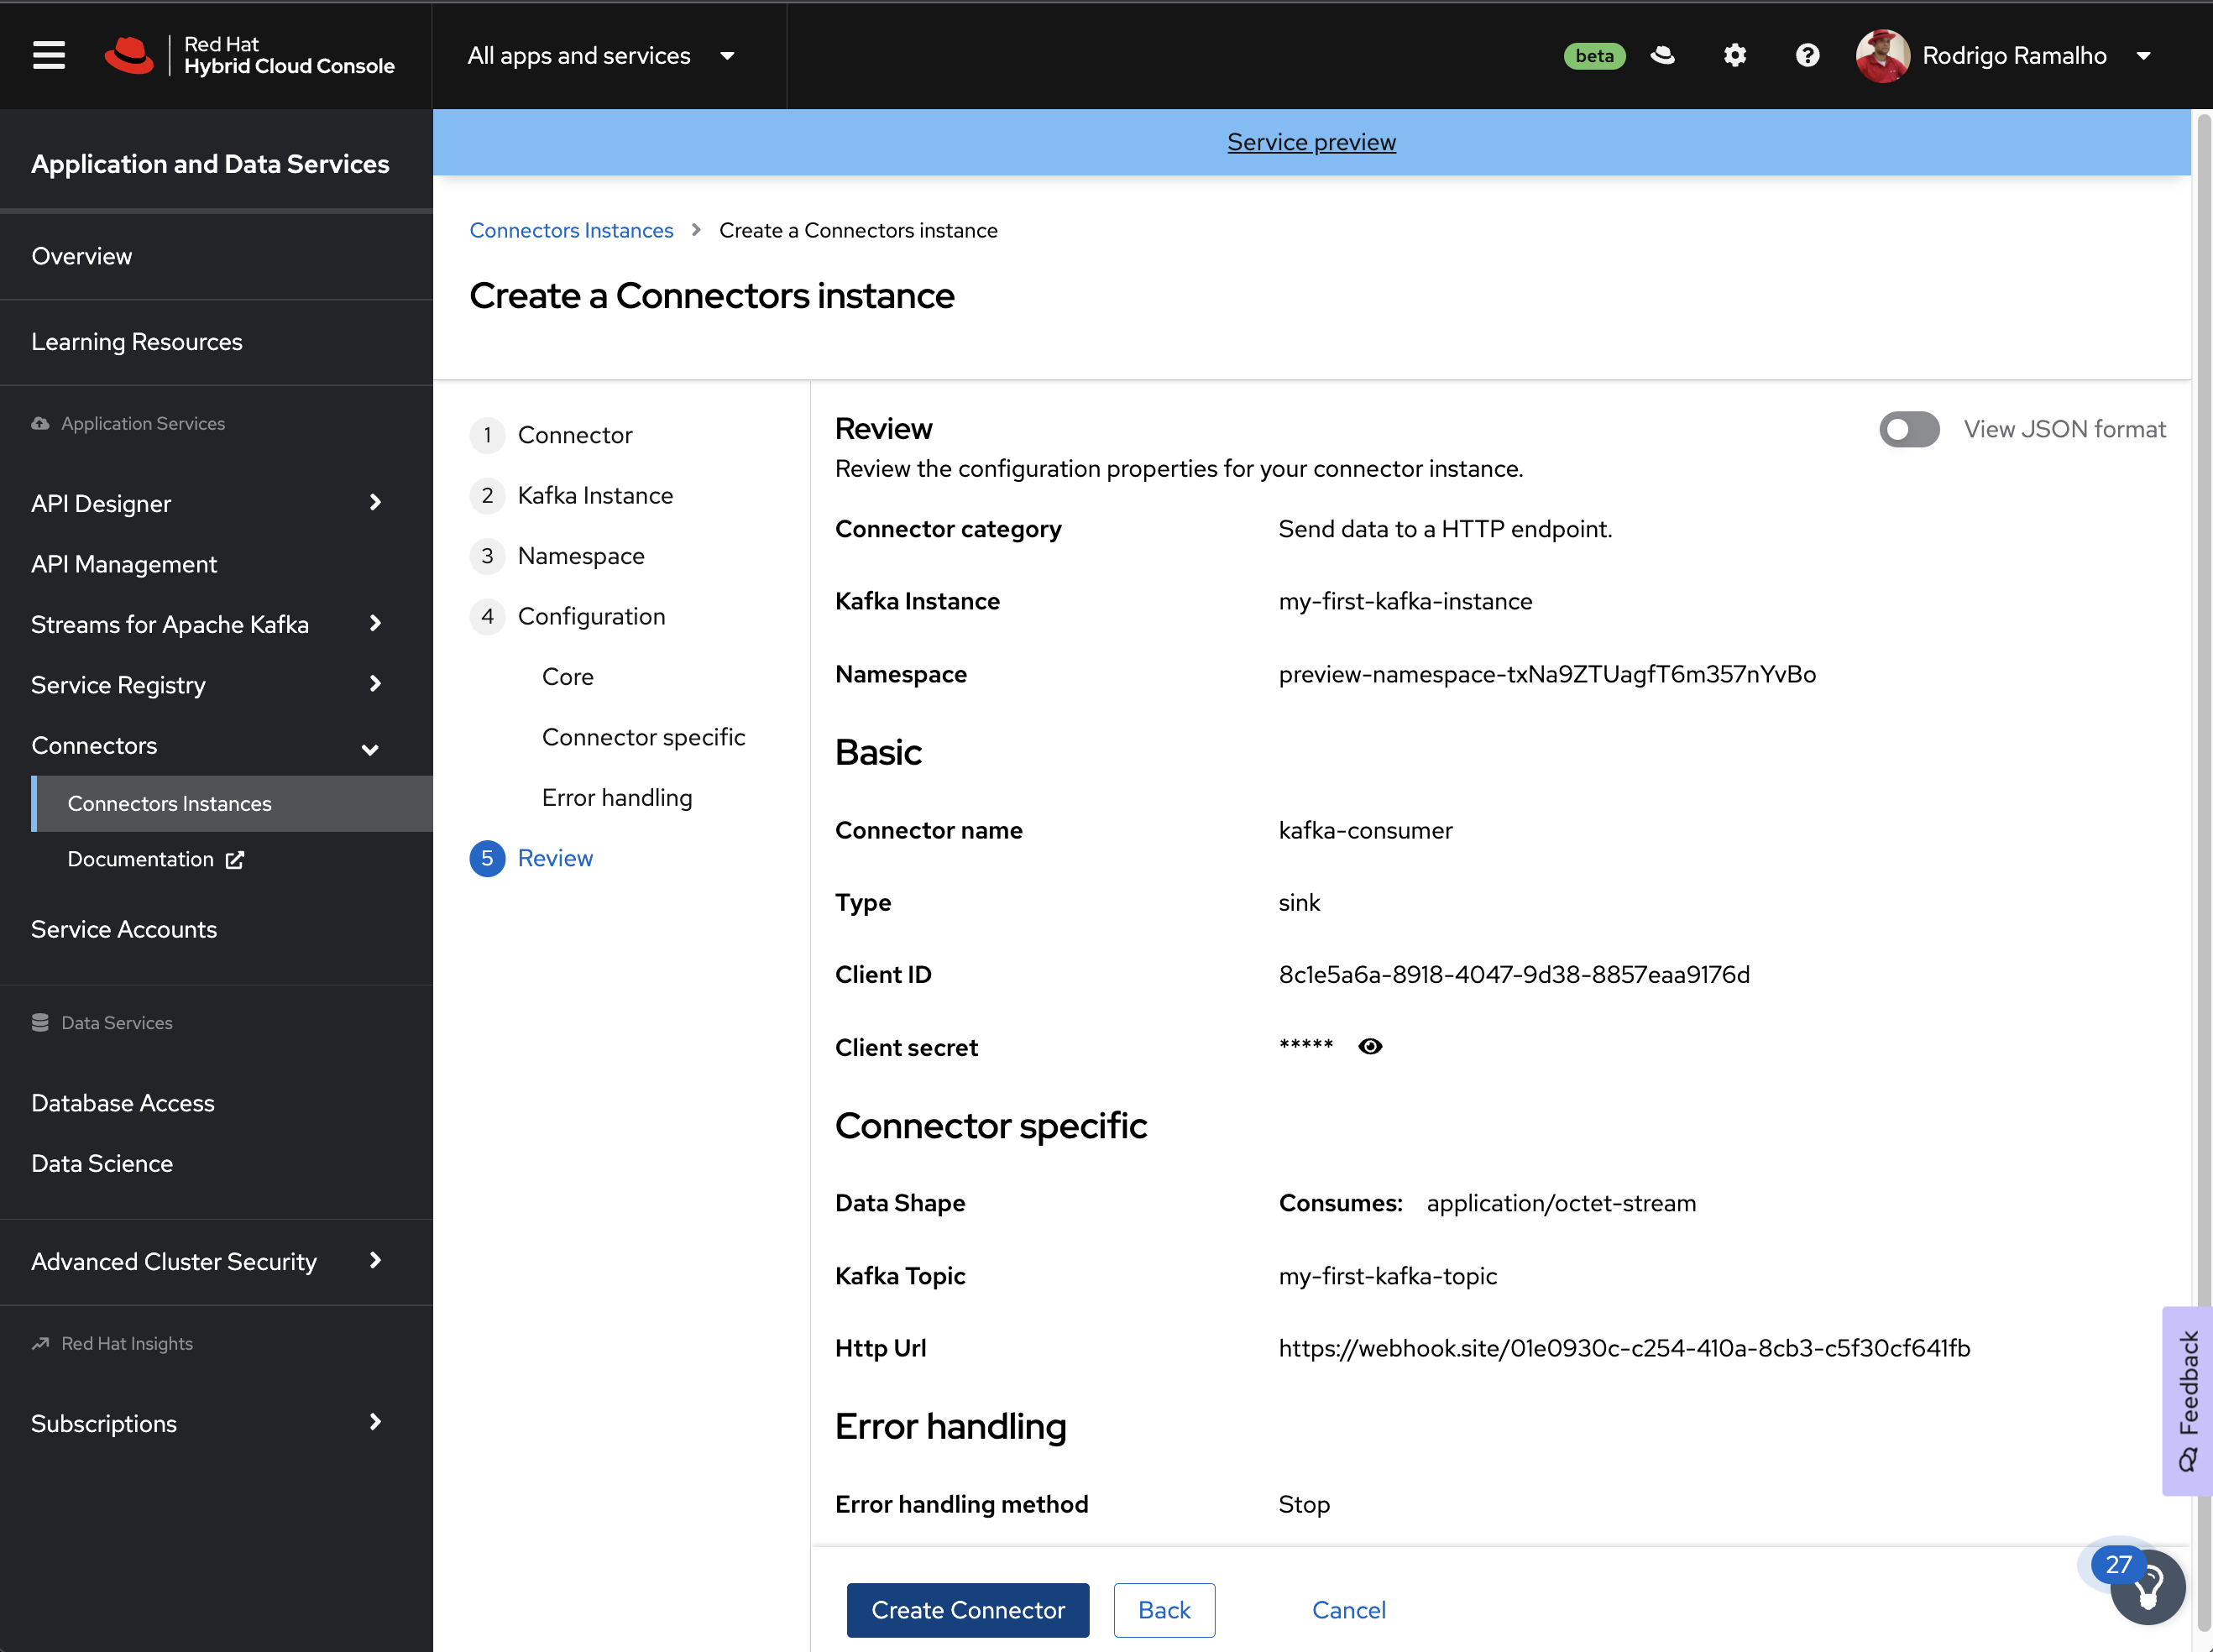 Red Hat
Hybrid Cloud Console
All apps and services
beta
Rodrigo Ramalho
Application and Data Services
Overview
Learning Resources
Application Services
API Designer
API Management
Streams for Apache Kafka
Service Registry
Connectors
Connectors Instances
Documentation
Service Accounts
Data Services
Database Access
Data Science
Advanced Cluster Security
Red Hat Insights
Subscriptions
Service preview
Connectors Instances > Create a Connectors instance
Create a Connectors instance
1 Connector
2 Kafka Instance
3 Namespace
4 Configuration
Core
Connector specific
Error handling
5 Review
Review
View JSON format
Review the configuration properties for your connector instance.
Connector category Send data to a HTTP endpoint.
Kafka Instance my-first-kafka-instance
Namespace preview-namespace-txNa9ZTUagfT6m357nYvBo
Basic
Connector name kafka-consumer
Type sink
Client ID 8c1e5a6a-8918-4047-9d38-8857eaa9176d
Client secret *****
Connector specific
Data Shape Consumes: application/octet-stream
Kafka Topic my-first-kafka-topic
Http Url https://webhook.site/01e0930c-c254-410a-8cb3-c5f30cf641fb
Error handling
Error handling method Stop
Create Connector Back Cancel
Feedback
27